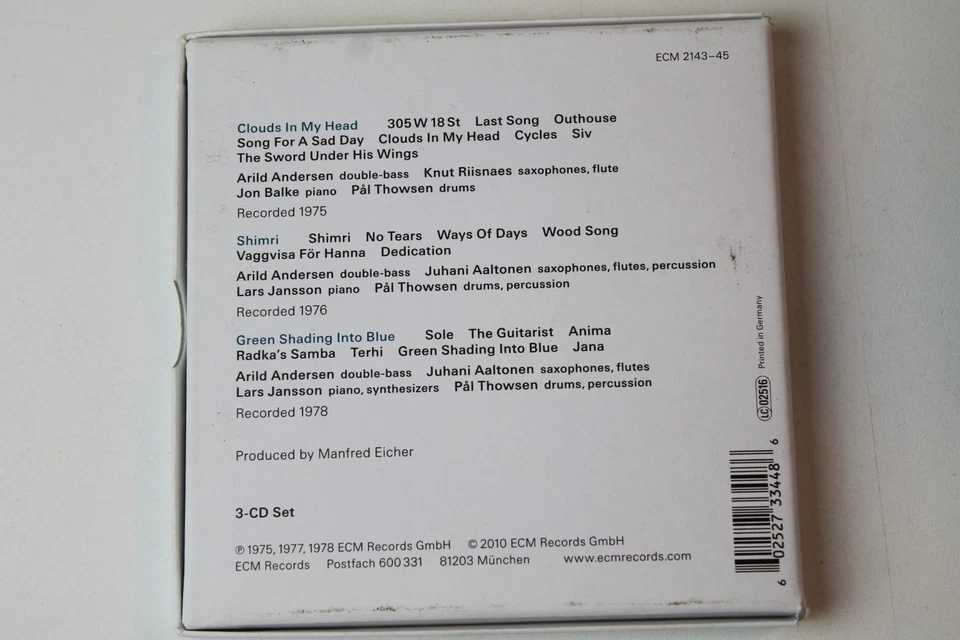 ECM 2143–45
Clouds In My Head 305 W 18 St Last Song Outhouse
Song For A Sad Day Clouds In My Head Cycles Siv
The Sword Under His Wings
Arild Andersen double-bass Knut Riisnaes saxophones, flute
Jon Balke piano Pål Thowsen drums
Recorded 1975
Shimri Shimri No Tears Ways Of Days Wood Song
Vaggvisa För Hanna Dedication
Arild Andersen double-bass Juhani Aaltonen saxophones, flutes, percussion
Lars Jansson piano Pål Thowsen drums, percussion
Recorded 1976
Green Shading Into Blue Sole The Guitarist Anima
Radka's Samba Terhi Green Shading Into Blue Jana
Arild Andersen double-bass Juhani Aaltonen saxophones, flutes
Lars Jansson piano, synthesizers Pål Thowsen drums, percussion
Recorded 1978
Produced by Manfred Eicher
3-CD Set
℗ 1975, 1977, 1978 ECM Records GmbH © 2010 ECM Records GmbH
ECM Records Postfach 600 331 81203 München www.ecmrecords.com
Printed in Germany
LC 02516
6 02527 33448 6